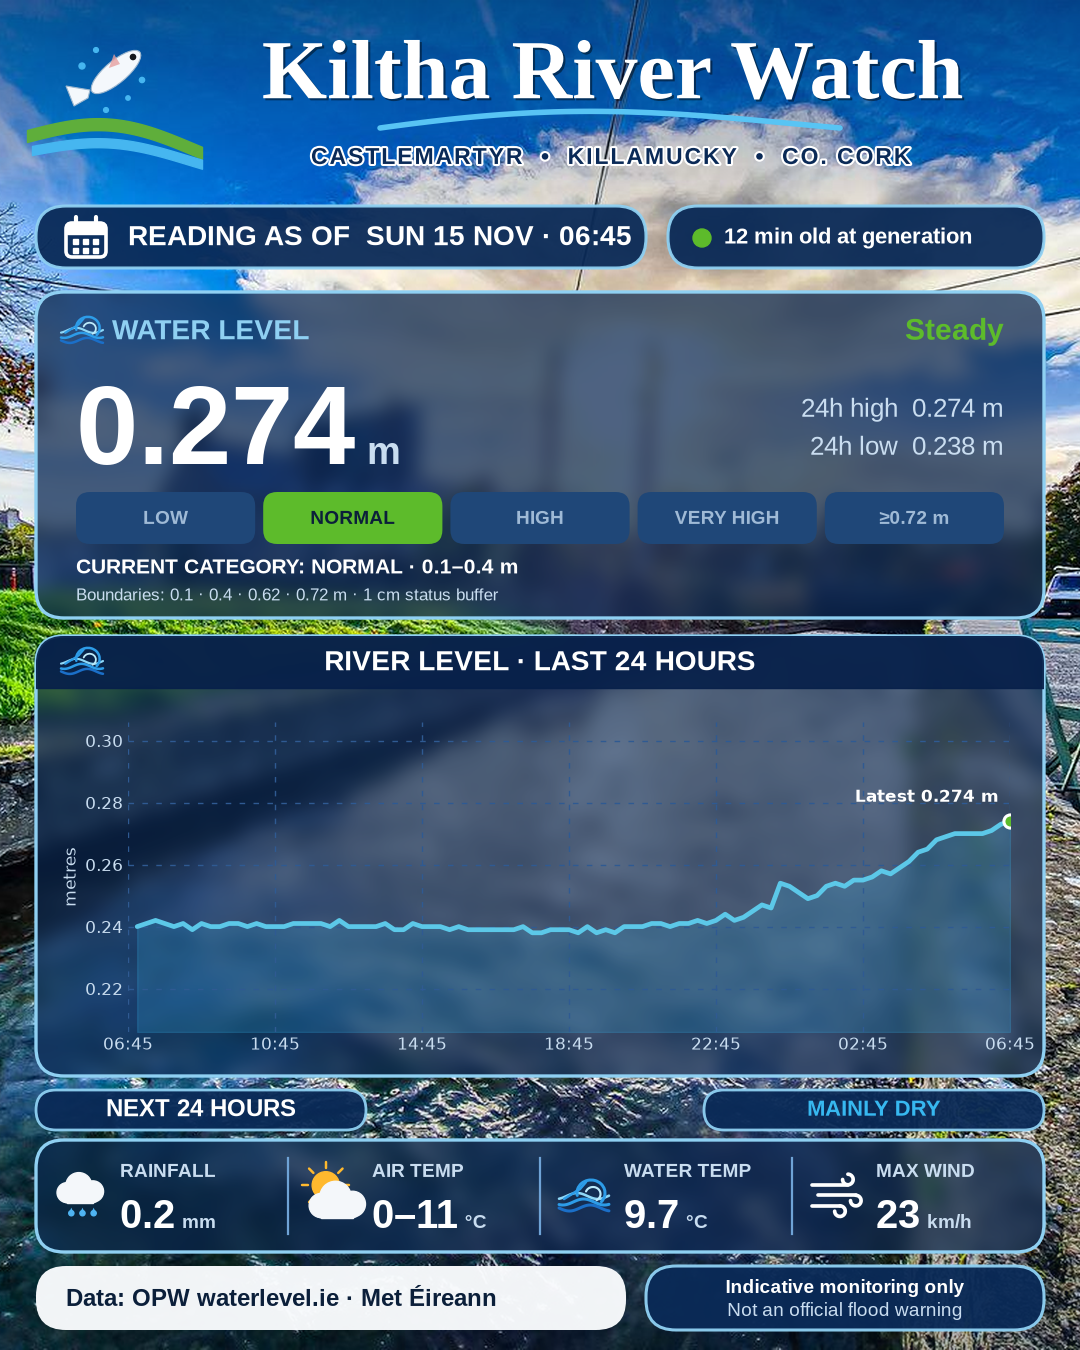 Kiltha River Watch
CASTLEMARTYR • KILLAMUCKY • CO. CORK
READING AS OF SUN 15 NOV · 06:45
12 min old at generation
WATER LEVEL
Steady
0.274 m
24h high 0.274 m
24h low 0.238 m
LOW
NORMAL
HIGH
VERY HIGH
≥0.72 m
CURRENT CATEGORY: NORMAL · 0.1–0.4 m
Boundaries: 0.1 · 0.4 · 0.62 · 0.72 m · 1 cm status buffer
RIVER LEVEL · LAST 24 HOURS
0.30
0.28
0.26
0.24
0.22
metres
Latest 0.274 m
06:45 10:45 14:45 18:45 22:45 02:45 06:45
NEXT 24 HOURS
MAINLY DRY
RAINFALL
0.2 mm
AIR TEMP
0–11 °C
WATER TEMP
9.7 °C
MAX WIND
23 km/h
Data: OPW waterlevel.ie · Met Éireann
Indicative monitoring only
Not an official flood warning